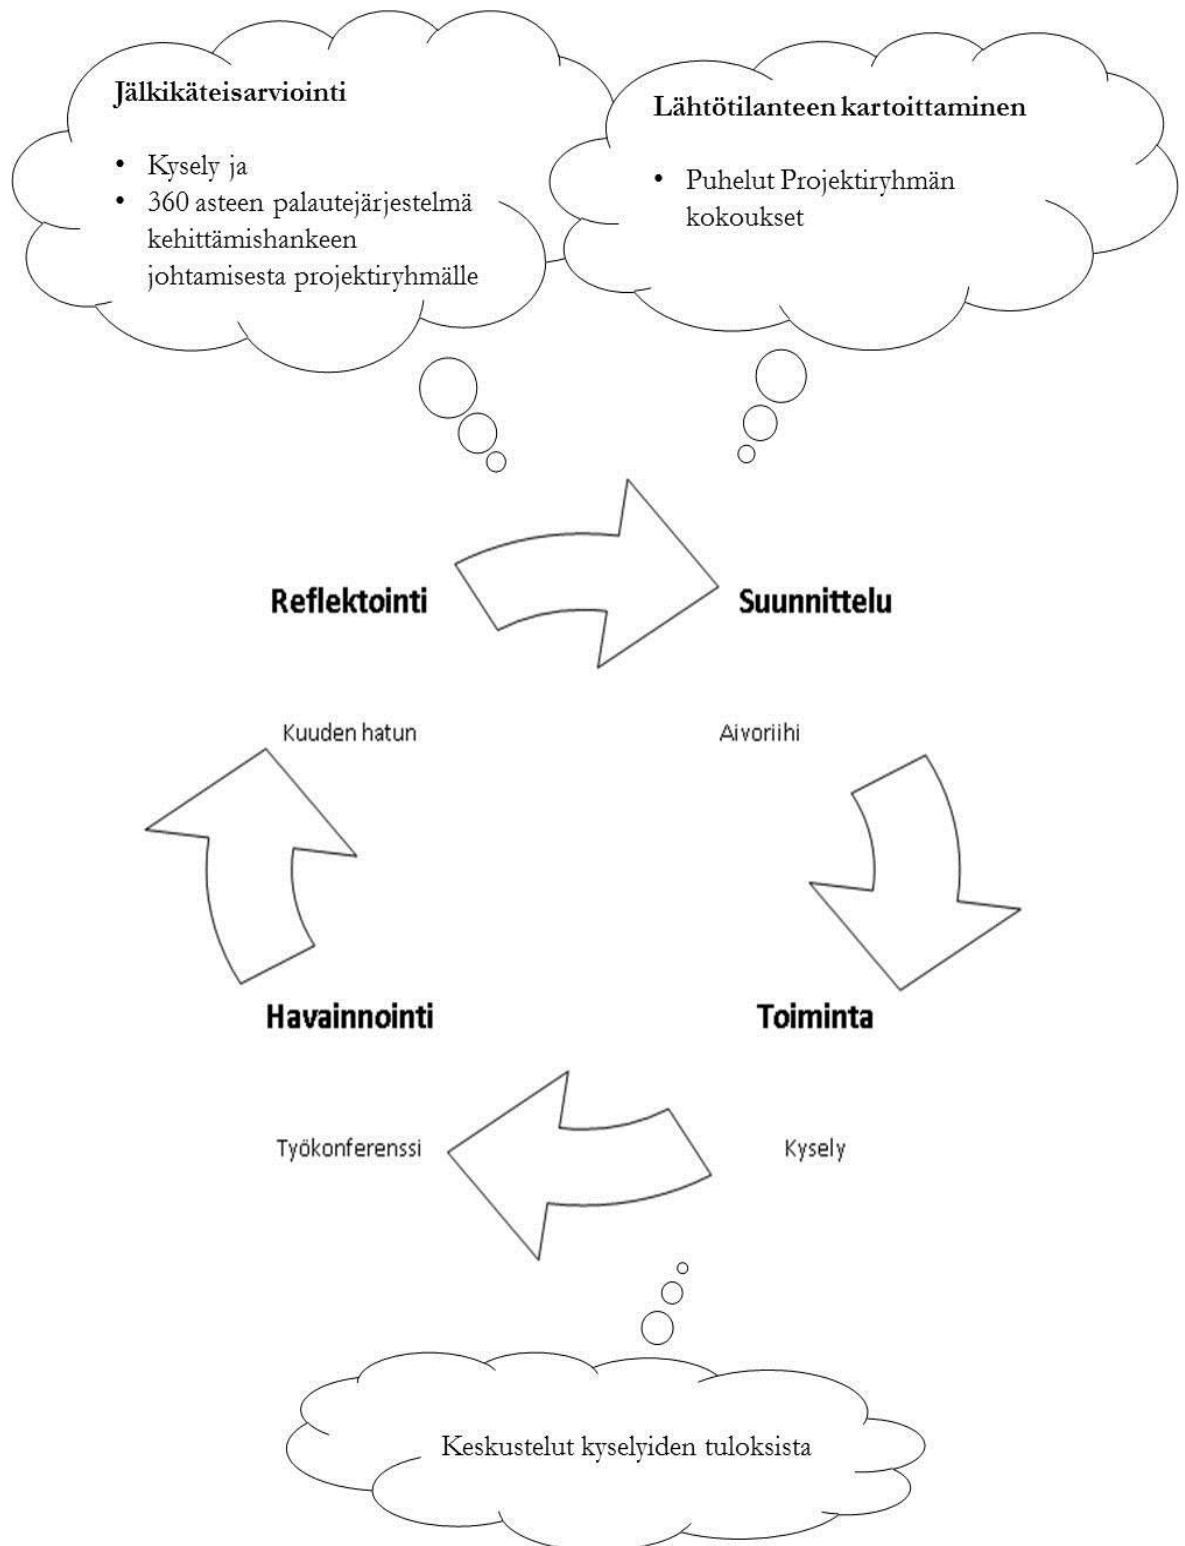 Jälkikäteisarviointi
• Kysely ja
• 360 asteen palautejärjestelmä
kehittämishankeen
johtamisesta projektiryhmälle
Lähtötilanteen kartoittaminen
• Puhelut Projektiryhmän
kokoukset
Reflektointi
Suunnittelu
Kuuden hatun
Aivoriihi
Havainnointi
Toiminta
Työkonferenssi
Kysely
Keskustelut kyselyiden tuloksista